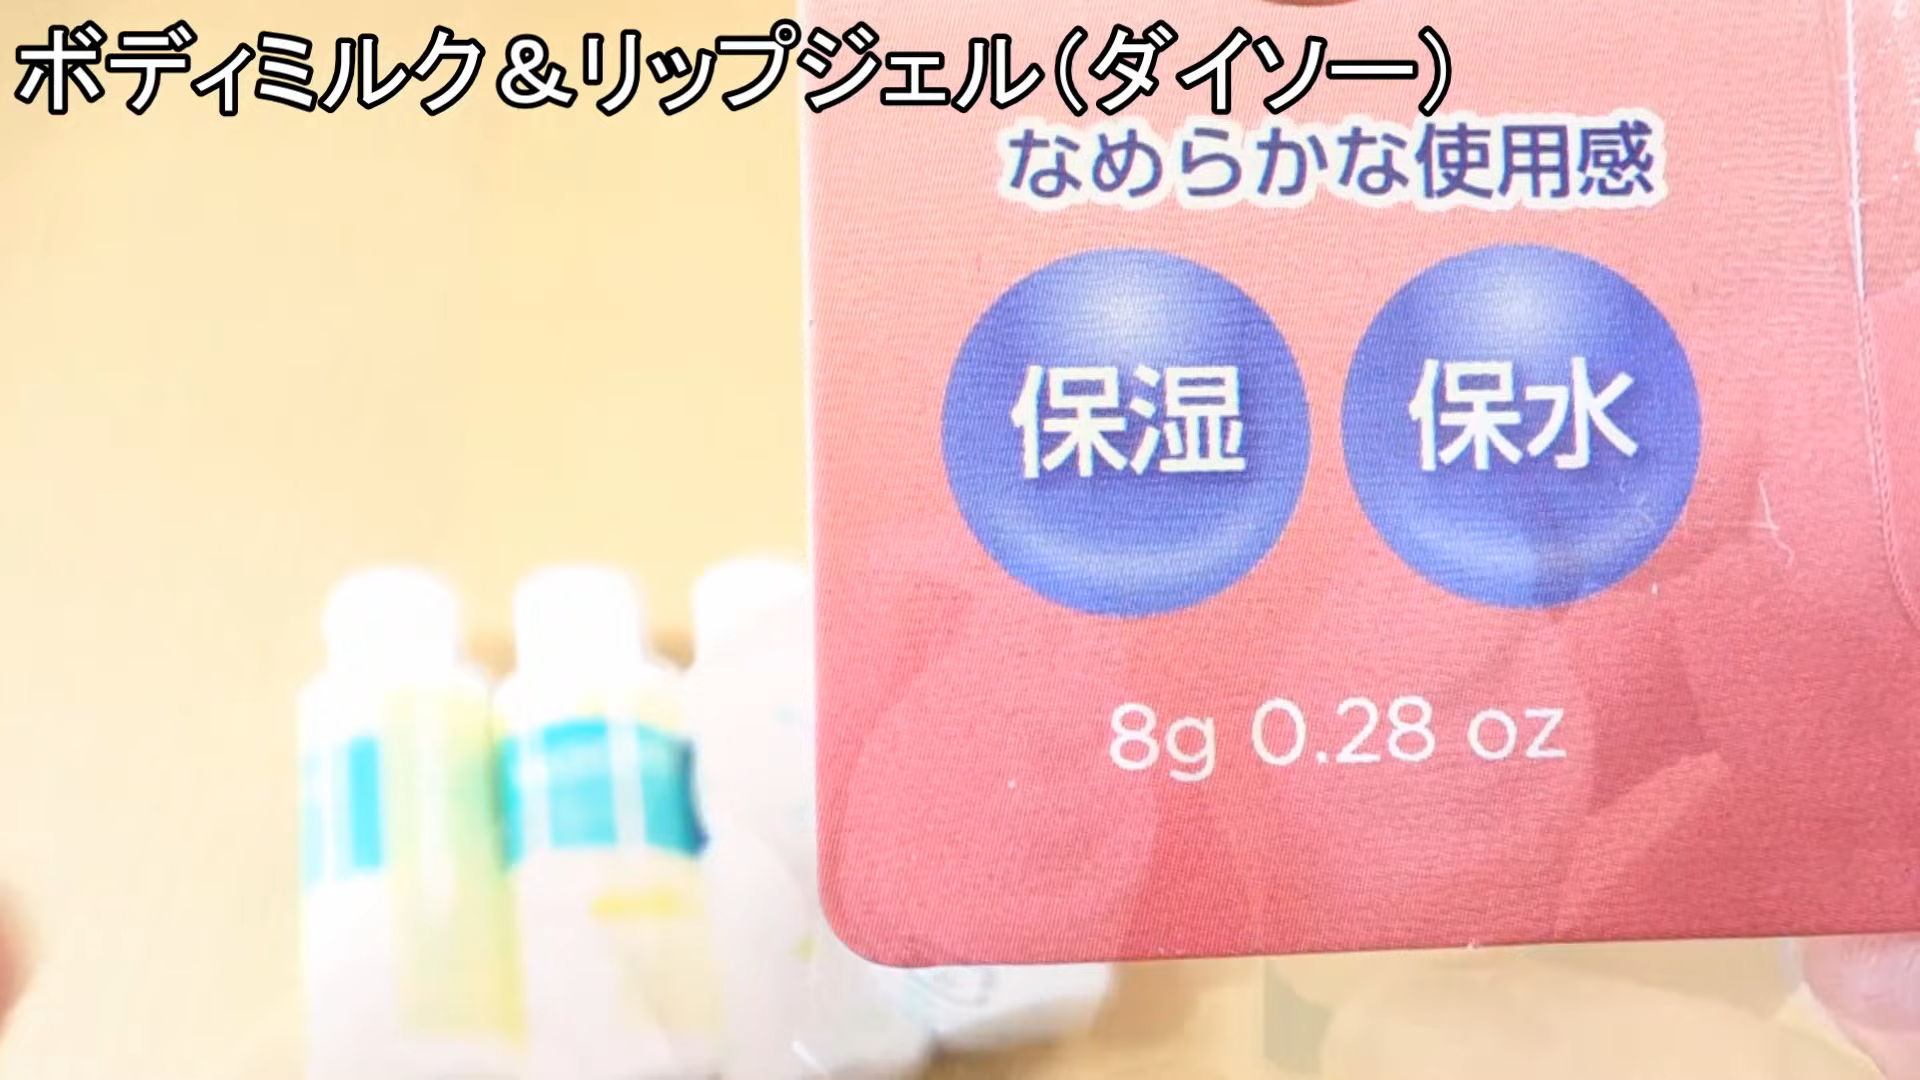 ボディミルク＆リップジェル（ダイソー）
なめらかな使用感
保湿
保水
8g 0.28 oz